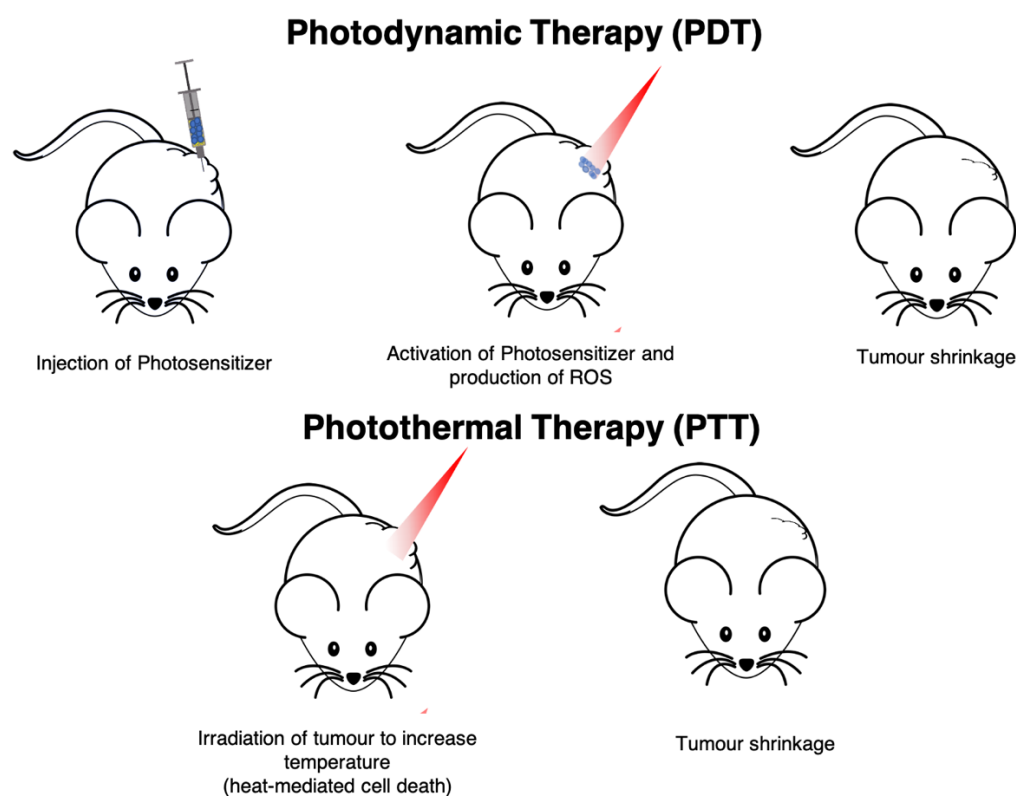 Photodynamic Therapy (PDT)
Injection of Photosensitizer
Activation of Photosensitizer and
production of ROS
Tumour shrinkage
Photothermal Therapy (PTT)
Irradiation of tumour to increase
temperature
(heat-mediated cell death)
Tumour shrinkage